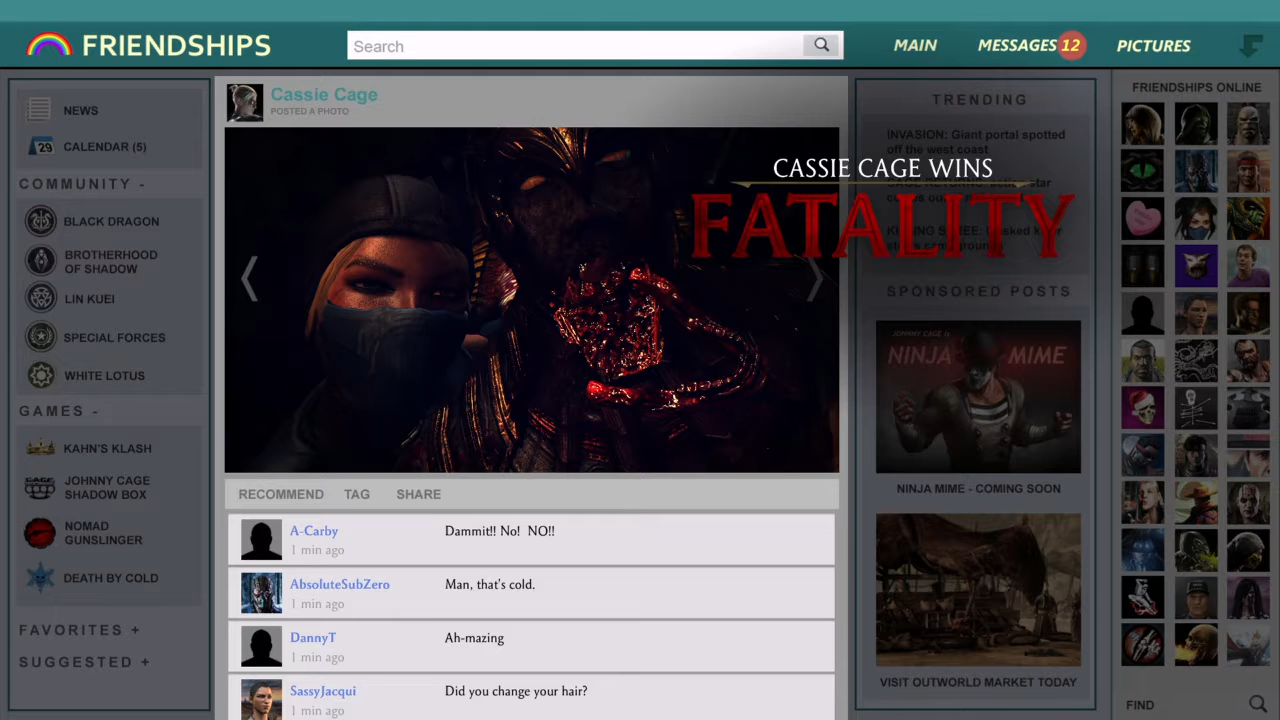 FRIENDSHIPS
Search
MAIN
MESSAGES 12
PICTURES
NEWS
29
CALENDAR (5)
COMMUNITY -
BLACK DRAGON
BROTHERHOOD
OF SHADOW
LIN KUEI
SPECIAL FORCES
WHITE LOTUS
GAMES -
KAHN'S KLASH
JOHNNY CAGE
SHADOW BOX
NOMAD
GUNSLINGER
DEATH BY COLD
FAVORITES +
SUGGESTED +
Cassie Cage
POSTED A PHOTO
CASSIE CAGE WINS
FATALITY
RECOMMEND
TAG
SHARE
A-Carby
1 min ago
Dammit!! No! NO!!
AbsoluteSubZero
1 min ago
Man, that's cold.
DannyT
1 min ago
Ah-mazing
SassyJacqui
1 min ago
Did you change your hair?
TRENDING
INVASION: Giant portal spotted
off the west coast
SPONSORED POSTS
JOHNNY CAGE is
NINJA MIME
NINJA MIME - COMING SOON
VISIT OUTWORLD MARKET TODAY
FRIENDSHIPS ONLINE
FIND